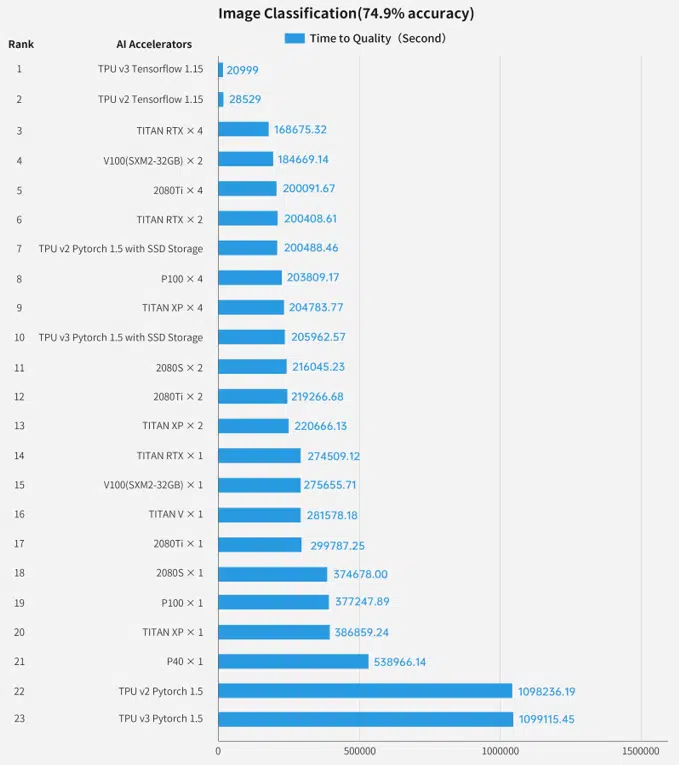 Image Classification(74.9% accuracy)
Time to Quality（Second）
Rank AI Accelerators
1 TPU v3 Tensorflow 1.15 20999
2 TPU v2 Tensorflow 1.15 28529
3 TITAN RTX × 4 168675.32
4 V100(SXM2-32GB) × 2 184669.14
5 2080Ti × 4 200091.67
6 TITAN RTX × 2 200408.61
7 TPU v2 Pytorch 1.5 with SSD Storage 200488.46
8 P100 × 4 203809.17
9 TITAN XP × 4 204783.77
10 TPU v3 Pytorch 1.5 with SSD Storage 205962.57
11 2080S × 2 216045.23
12 2080Ti × 2 219266.68
13 TITAN XP × 2 220666.13
14 TITAN RTX × 1 274509.12
15 V100(SXM2-32GB) × 1 275655.71
16 TITAN V × 1 281578.18
17 2080Ti × 1 299787.25
18 2080S × 1 374678.00
19 P100 × 1 377247.89
20 TITAN XP × 1 386859.24
21 P40 × 1 538966.14
22 TPU v2 Pytorch 1.5 1098236.19
23 TPU v3 Pytorch 1.5 1099115.45
0 500000 1000000 1500000